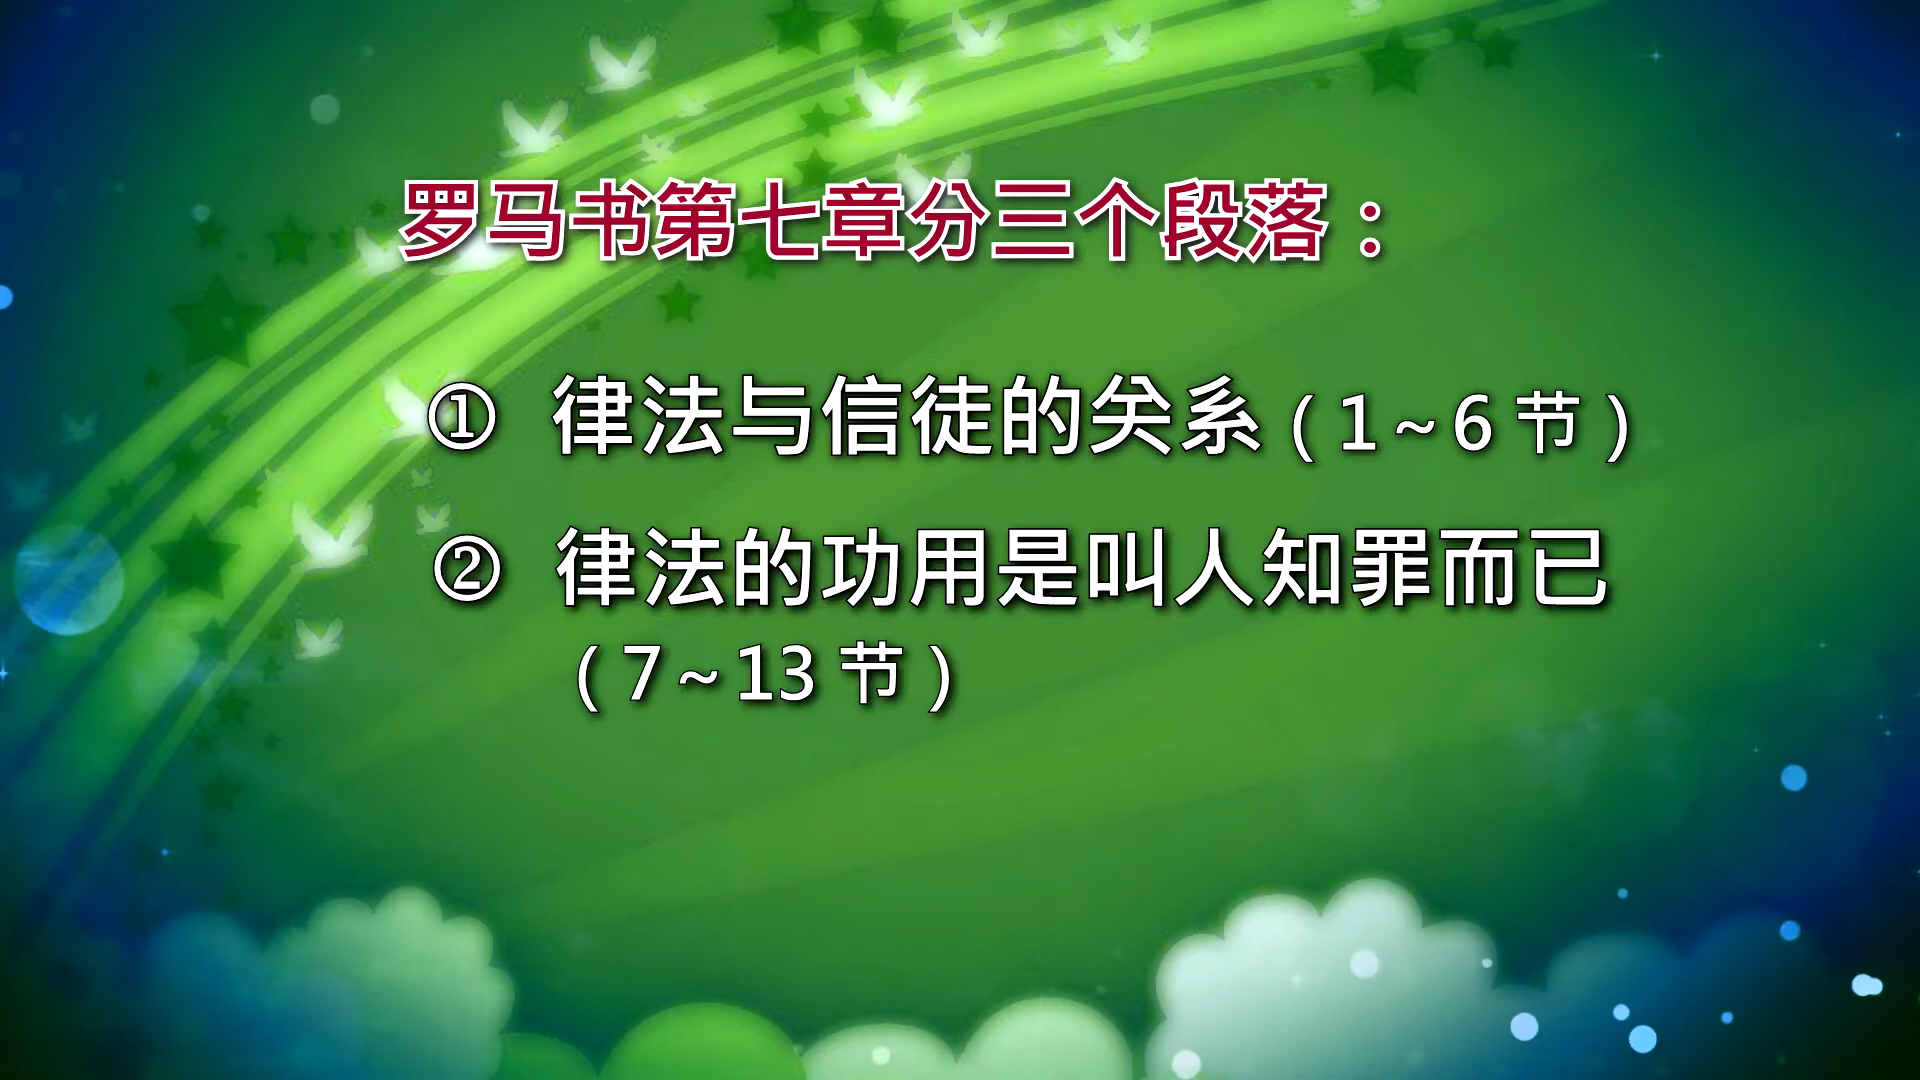 罗马书第七章分三个段落：
① 律法与信徒的关系（1~6 节）
② 律法的功用是叫人知罪而已
（7~13 节）